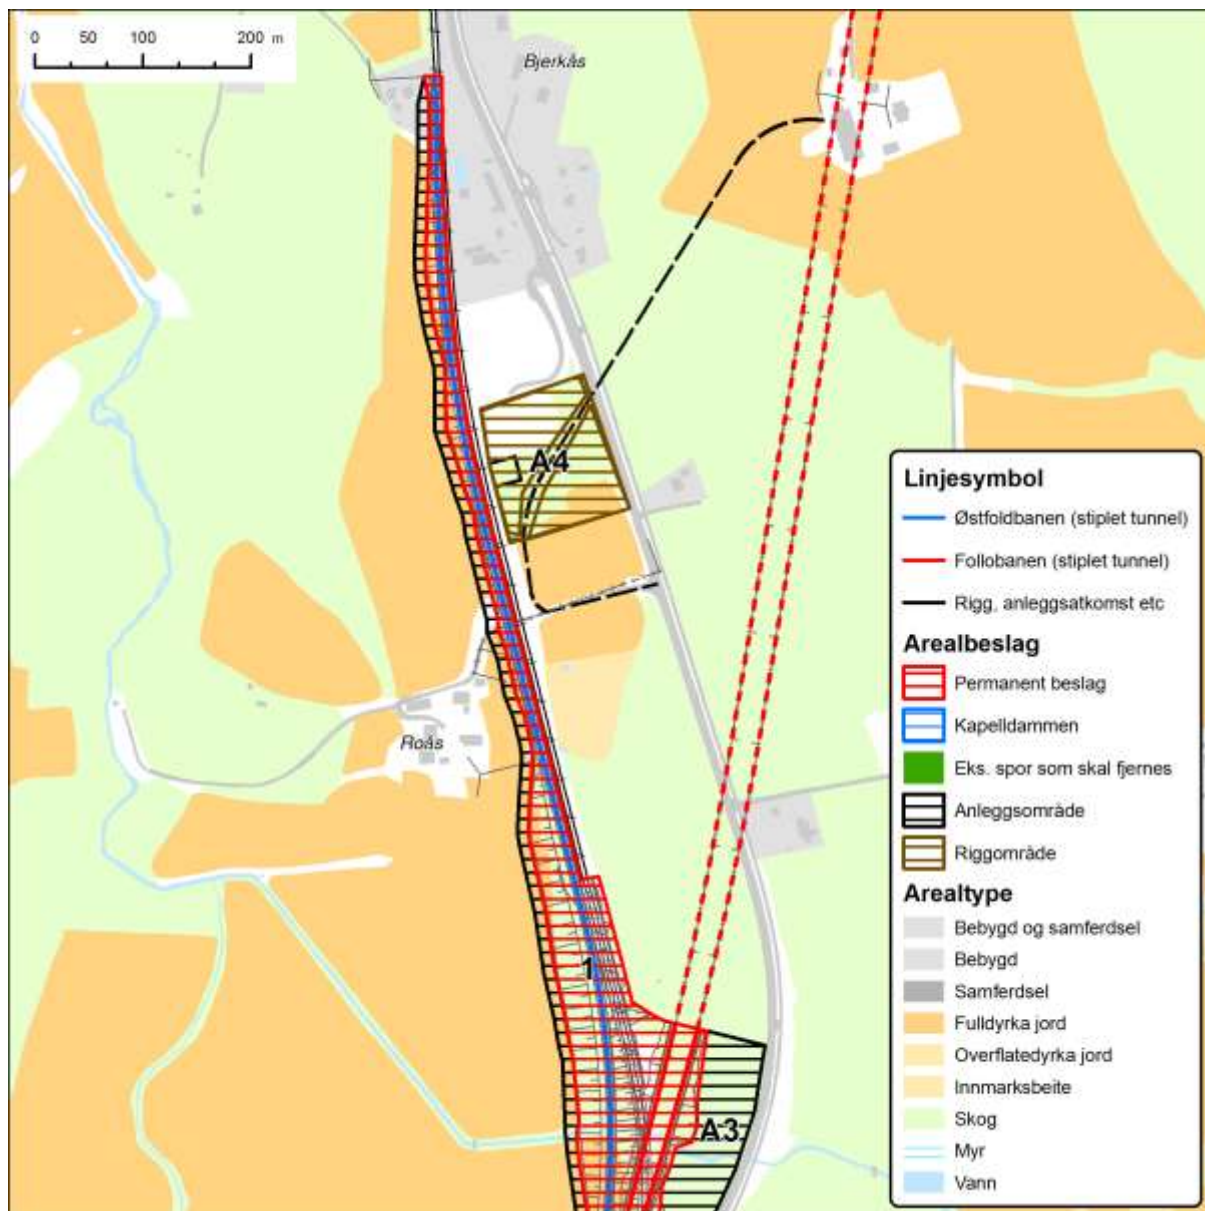 0 50 100 200 m
Bjerkås
A4
Roås
1
A3
Linjesymbol
Østfoldbanen (stiplet tunnel)
Follobanen (stiplet tunnel)
Rigg, anleggsatkomst etc
Arealbeslag
Permanent beslag
Kapelldammen
Eks. spor som skal fjernes
Anleggsområde
Riggområde
Arealtype
Bebygd og samferdsel
Bebygd
Samferdsel
Fulldyrka jord
Overflatedyrka jord
Innmarksbeite
Skog
Myr
Vann